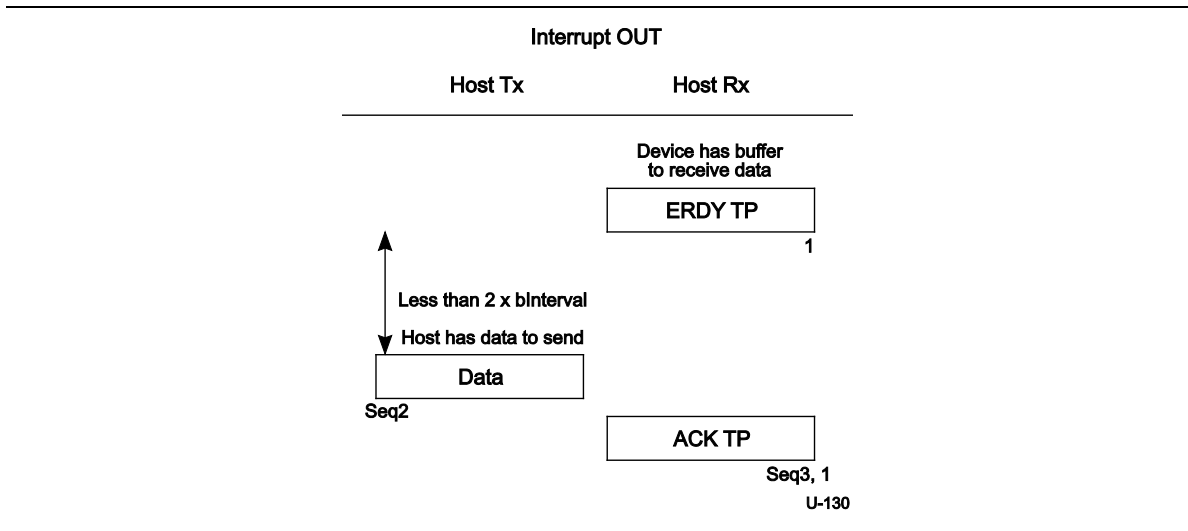 Interrupt OUT
Host Tx
Host Rx
Device has buffer
to receive data
ERDY TP
1
Less than 2 x bInterval
Host has data to send
Data
Seq2
ACK TP
Seq3, 1
U-130